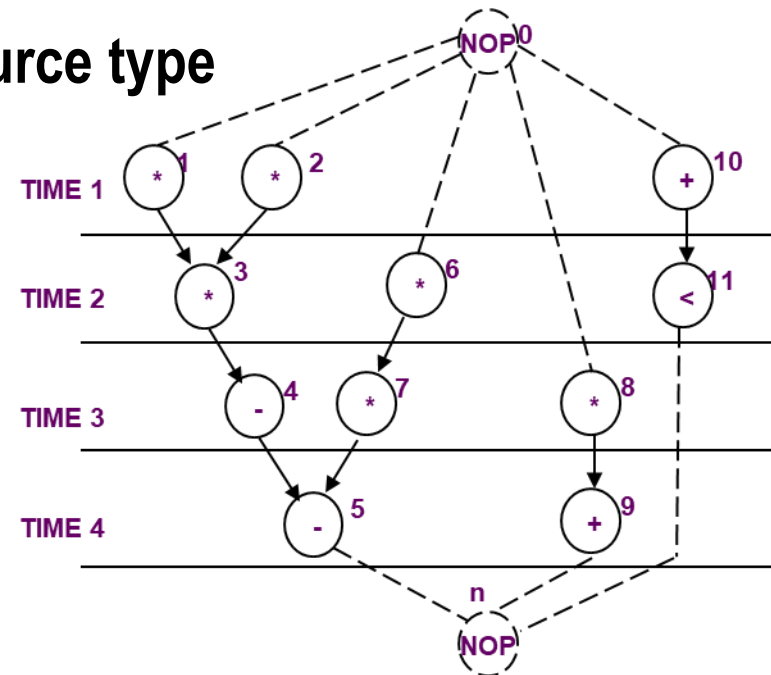 urce type
NOP 0
* 1
* 2
+ 10
TIME 1
* 3
* 6
< 11
TIME 2
- 4
* 7
* 8
TIME 3
- 5
+ 9
TIME 4
n
NOP